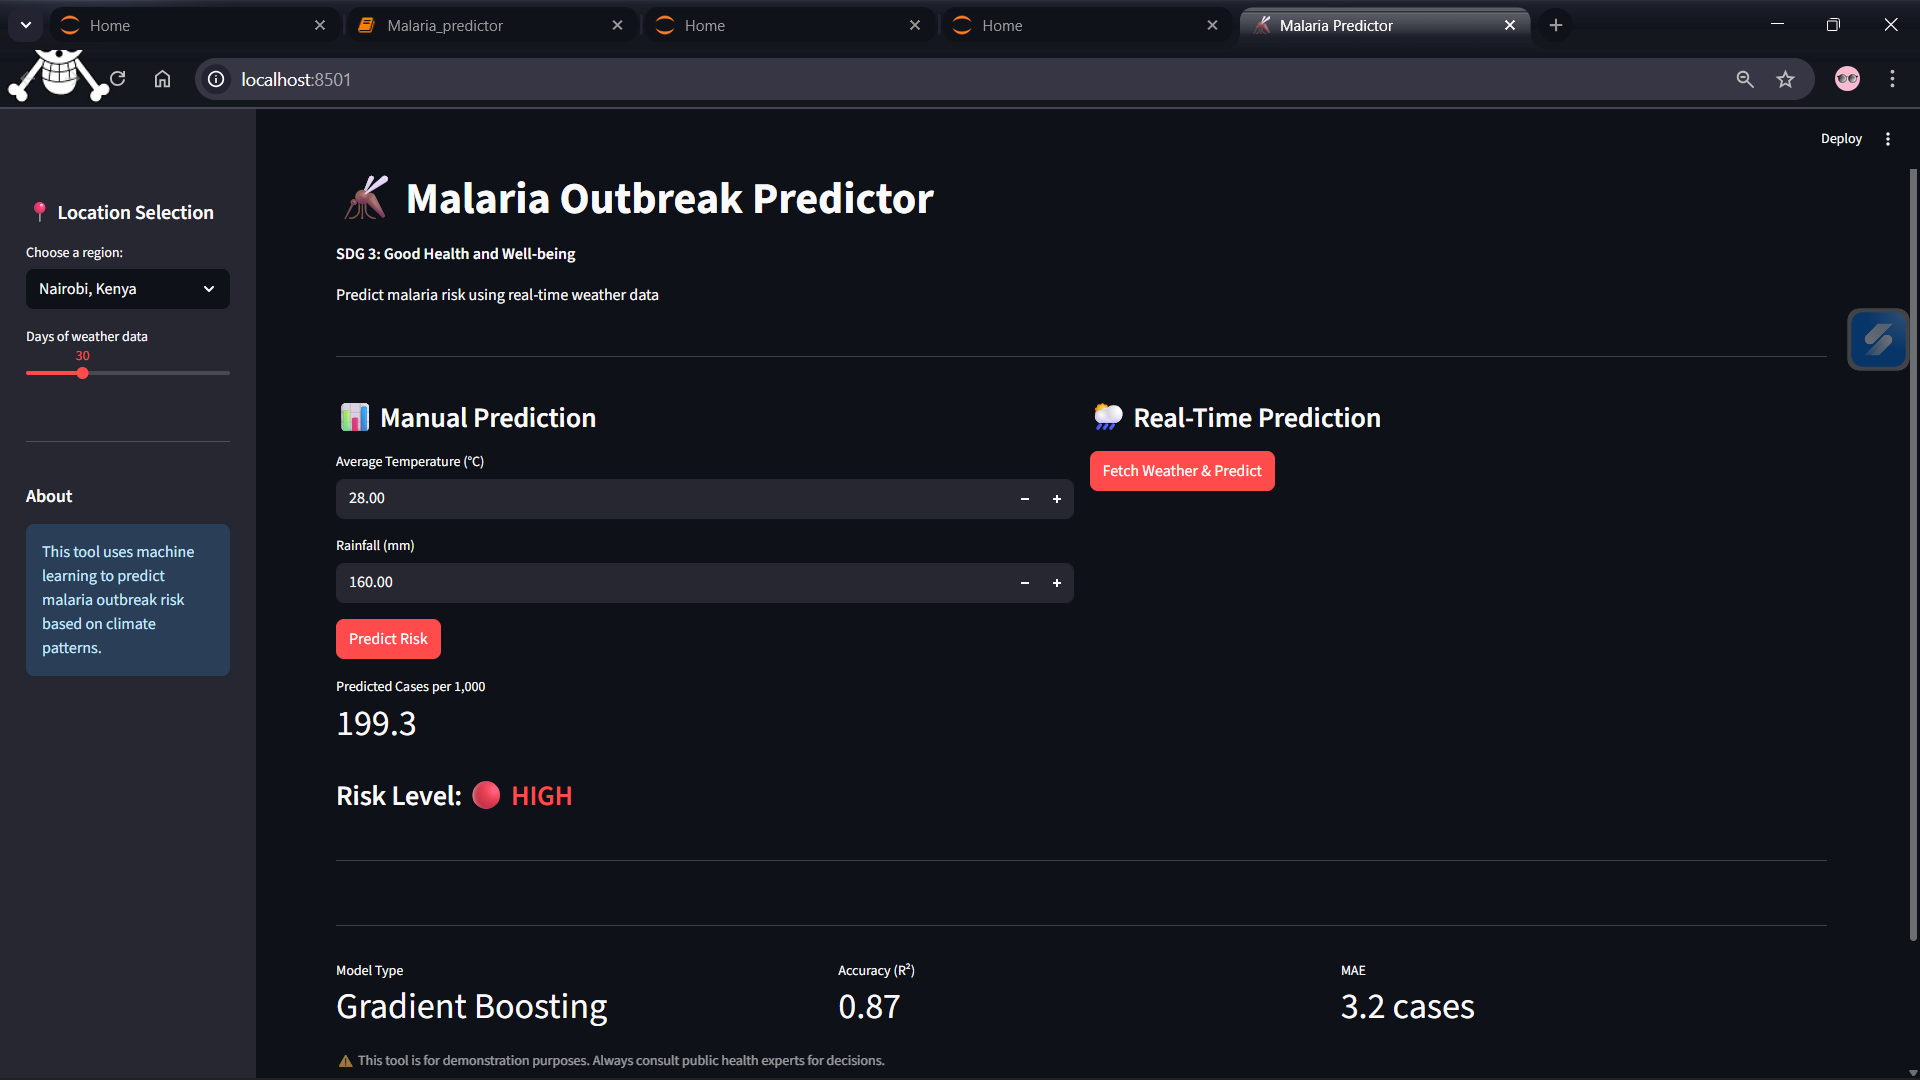 Home
Malaria_predictor
Home
Home
Malaria Predictor
localhost:8501
Deploy
Location Selection
Choose a region:
Nairobi, Kenya
Days of weather data
30
About
This tool uses machine
learning to predict
malaria outbreak risk
based on climate
patterns.
Malaria Outbreak Predictor
SDG 3: Good Health and Well-being
Predict malaria risk using real-time weather data
Manual Prediction
Average Temperature (°C)
28.00
Rainfall (mm)
160.00
Predict Risk
Predicted Cases per 1,000
199.3
Risk Level: HIGH
Real-Time Prediction
Fetch Weather & Predict
Model Type
Gradient Boosting
Accuracy (R²)
0.87
MAE
3.2 cases
This tool is for demonstration purposes. Always consult public health experts for decisions.